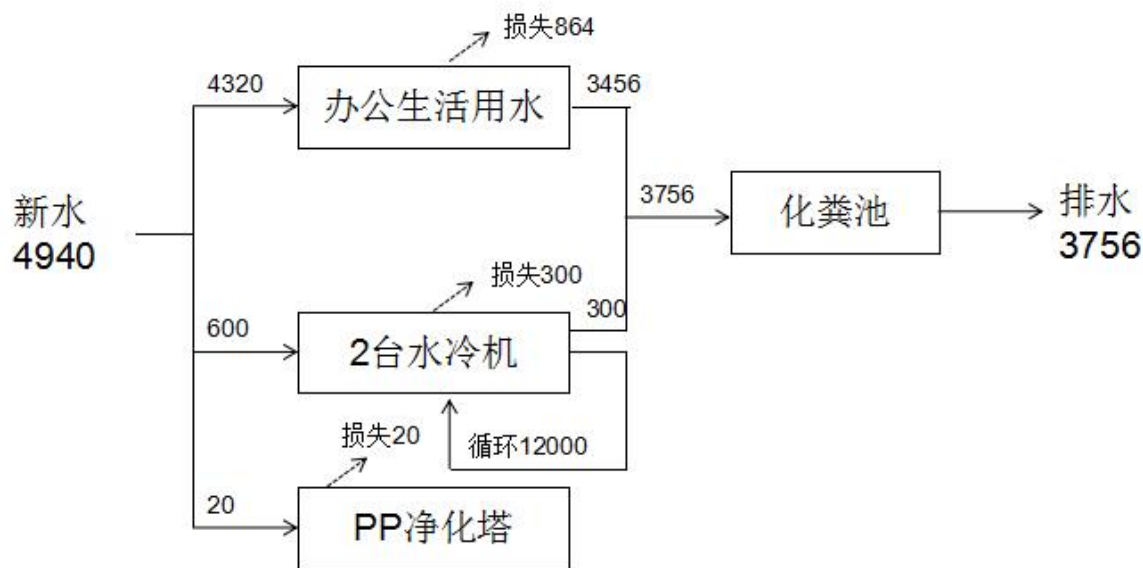 损失864
4320
办公生活用水
3456
新水
4940
3756
化粪池
排水
3756
损失300
600
2台水冷机
300
循环12000
损失20
20
PP净化塔